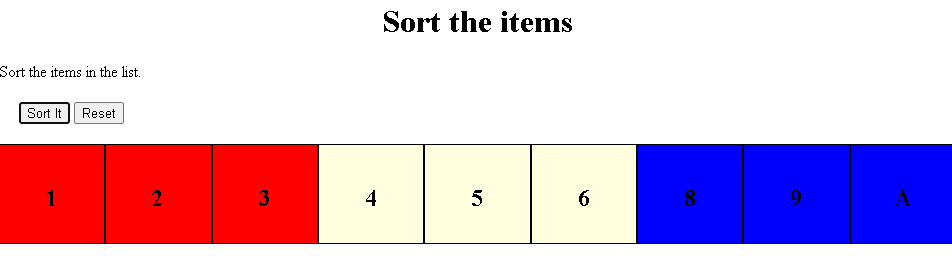 Sort the items
Sort the items in the list.
Sort It Reset
1 2 3 4 5 6 8 9 A